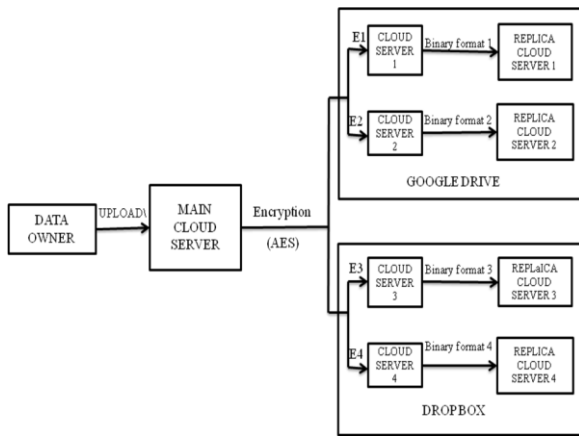 E1
CLOUD
SERVER
1
Binary format 1
REPLICA
CLOUD
SERVER 1
E2
CLOUD
SERVER
2
Binary format 2
REPLICA
CLOUD
SERVER 2
GOOGLE DRIVE
DATA
OWNER
UPLOAD\
MAIN
CLOUD
SERVER
Encryption
(AES)
E3
CLOUD
SERVER
3
Binary format 3
REPLaICA
CLOUD
SERVER 3
E4
CLOUD
SERVER
4
Binary format 4
REPLICA
CLOUD
SERVER 4
DROPBOX